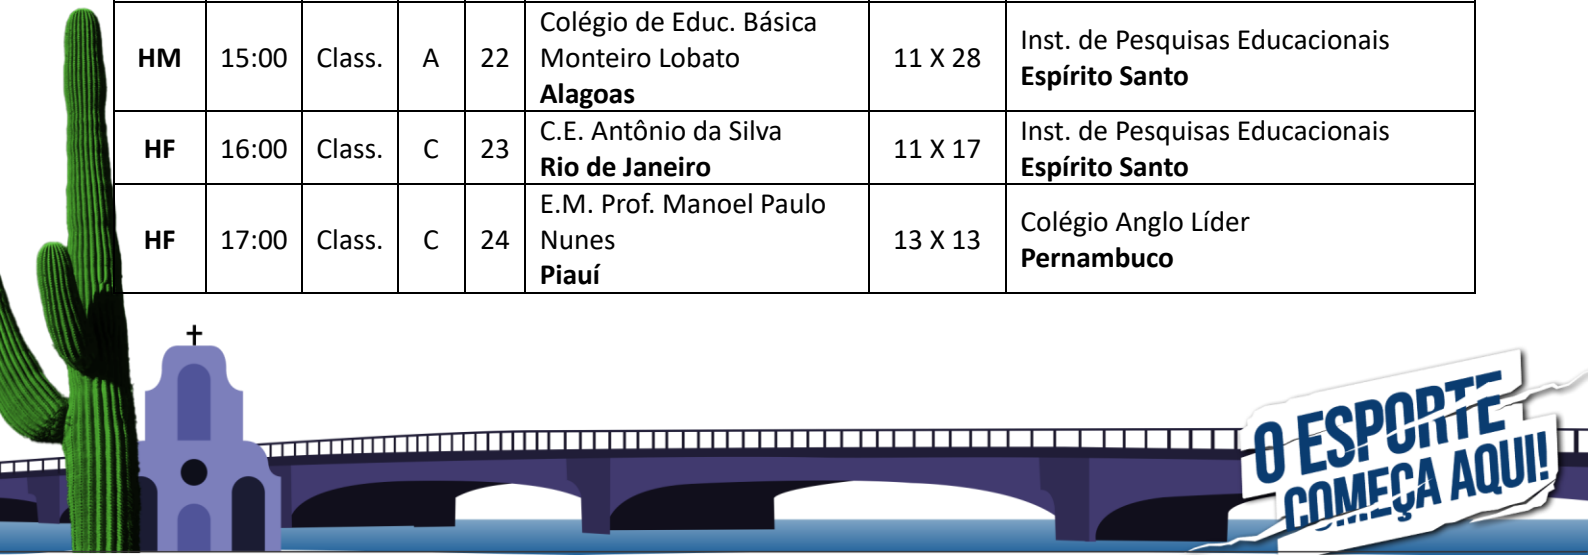 HM 15:00 Class. A 22 Colégio de Educ. Básica Monteiro Lobato Alagoas 11 X 28 Inst. de Pesquisas Educacionais Espírito Santo
HF 16:00 Class. C 23 C.E. Antônio da Silva Rio de Janeiro 11 X 17 Inst. de Pesquisas Educacionais Espírito Santo
HF 17:00 Class. C 24 E.M. Prof. Manoel Paulo Nunes Piauí 13 X 13 Colégio Anglo Líder Pernambuco
O ESPORTE
COMEÇA AQUI!